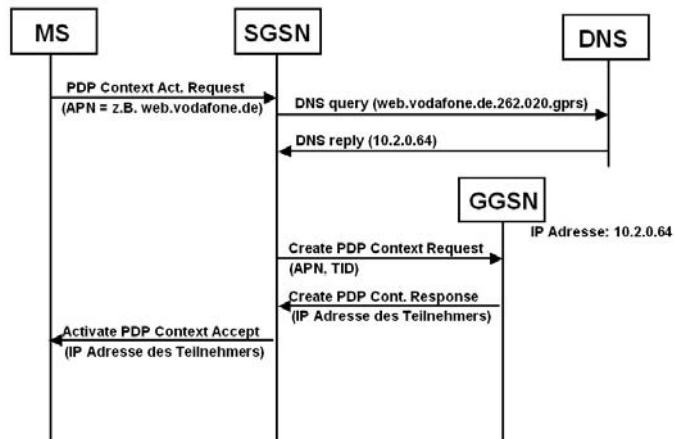 MS
SGSN
DNS
PDP Context Act. Request
(APN = z.B. web.vodafone.de)
DNS query (web.vodafone.de.262.020.gprs)
DNS reply (10.2.0.64)
GGSN
IP Adresse: 10.2.0.64
Create PDP Context Request
(APN, TID)
Create PDP Cont. Response
(IP Adresse des Teilnehmers)
Activate PDP Context Accept
(IP Adresse des Teilnehmers)